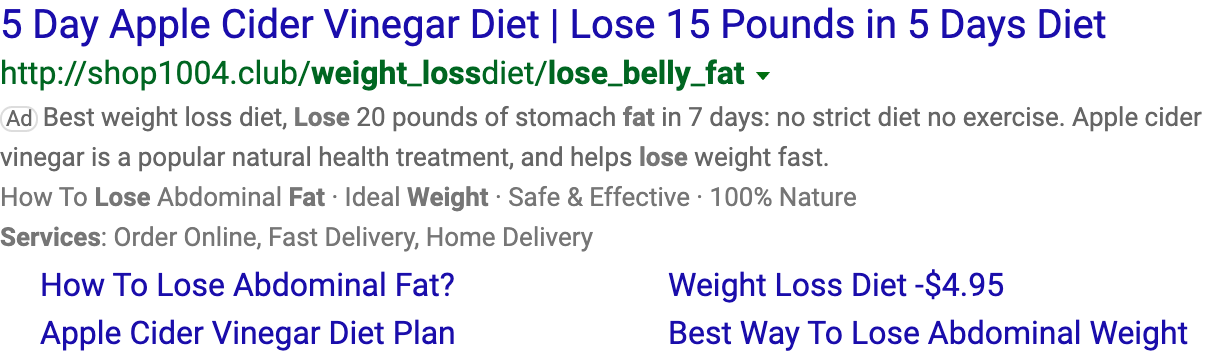 5 Day Apple Cider Vinegar Diet | Lose 15 Pounds in 5 Days Diet
http://shop1004.club/weight_lossdiet/lose_belly_fat
Ad Best weight loss diet, Lose 20 pounds of stomach fat in 7 days: no strict diet no exercise. Apple cider
vinegar is a popular natural health treatment, and helps lose weight fast.
How To Lose Abdominal Fat · Ideal Weight · Safe & Effective · 100% Nature
Services: Order Online, Fast Delivery, Home Delivery
How To Lose Abdominal Fat?
Weight Loss Diet -$4.95
Apple Cider Vinegar Diet Plan
Best Way To Lose Abdominal Weight